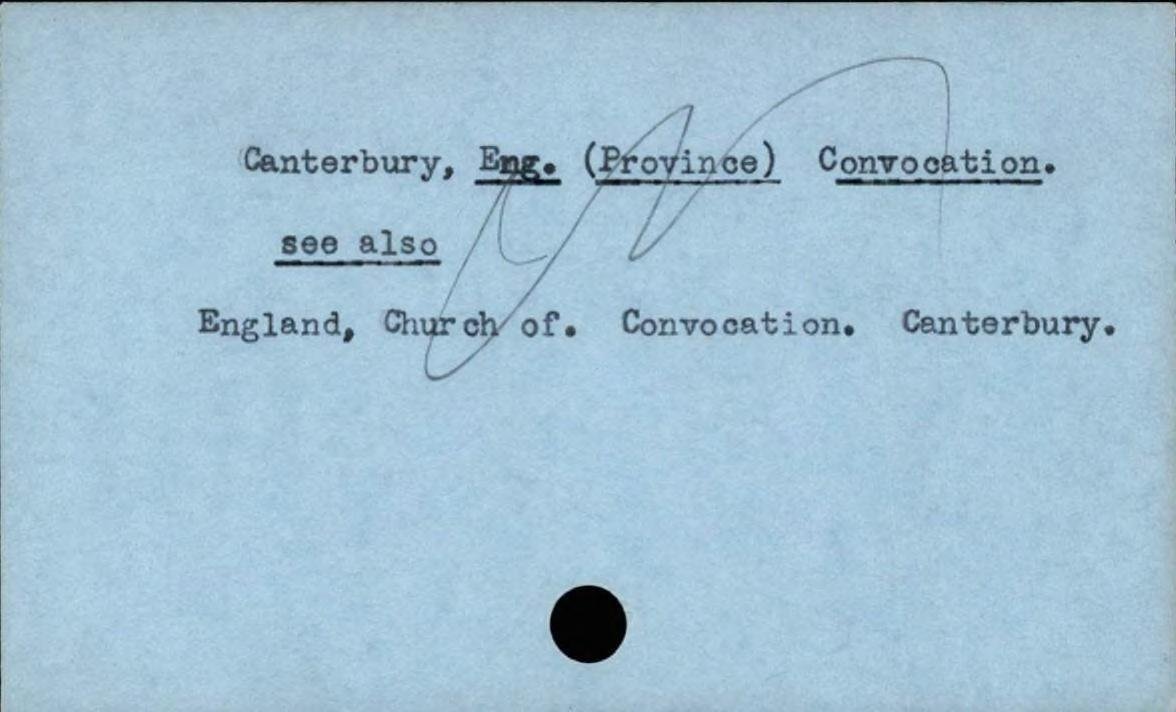 Canterbury, Eng. (Province) Convocation.
see also
England, Church of. Convocation. Canterbury.